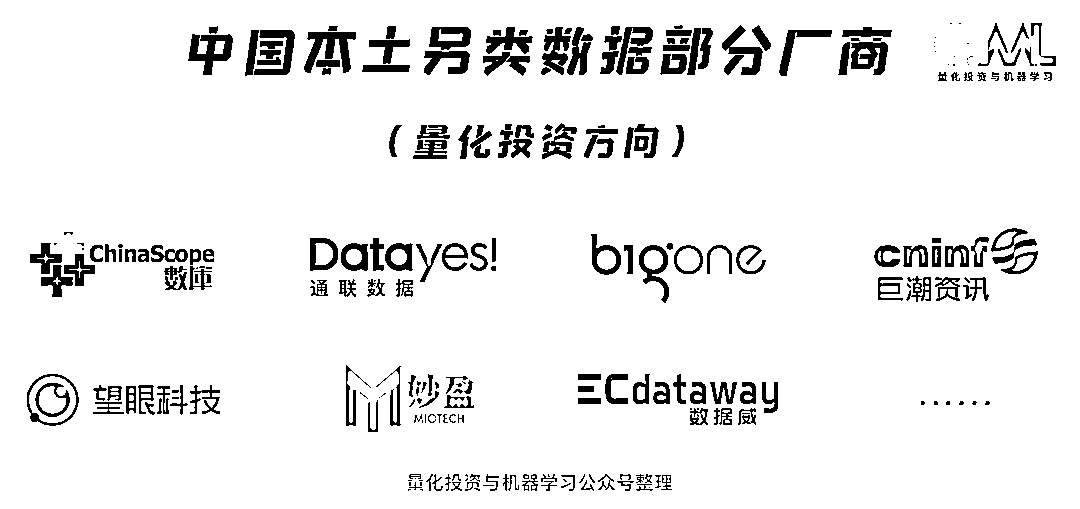 中国本土另类数据部分厂商
量化投资与机器学习
（量化投资方向）
ChinaScope
数库
Datayes!
通联数据
bigone
cninf
巨潮资讯
望眼科技
妙盈
MIOTECH
ECdataway
数据威
......
量化投资与机器学习公众号整理